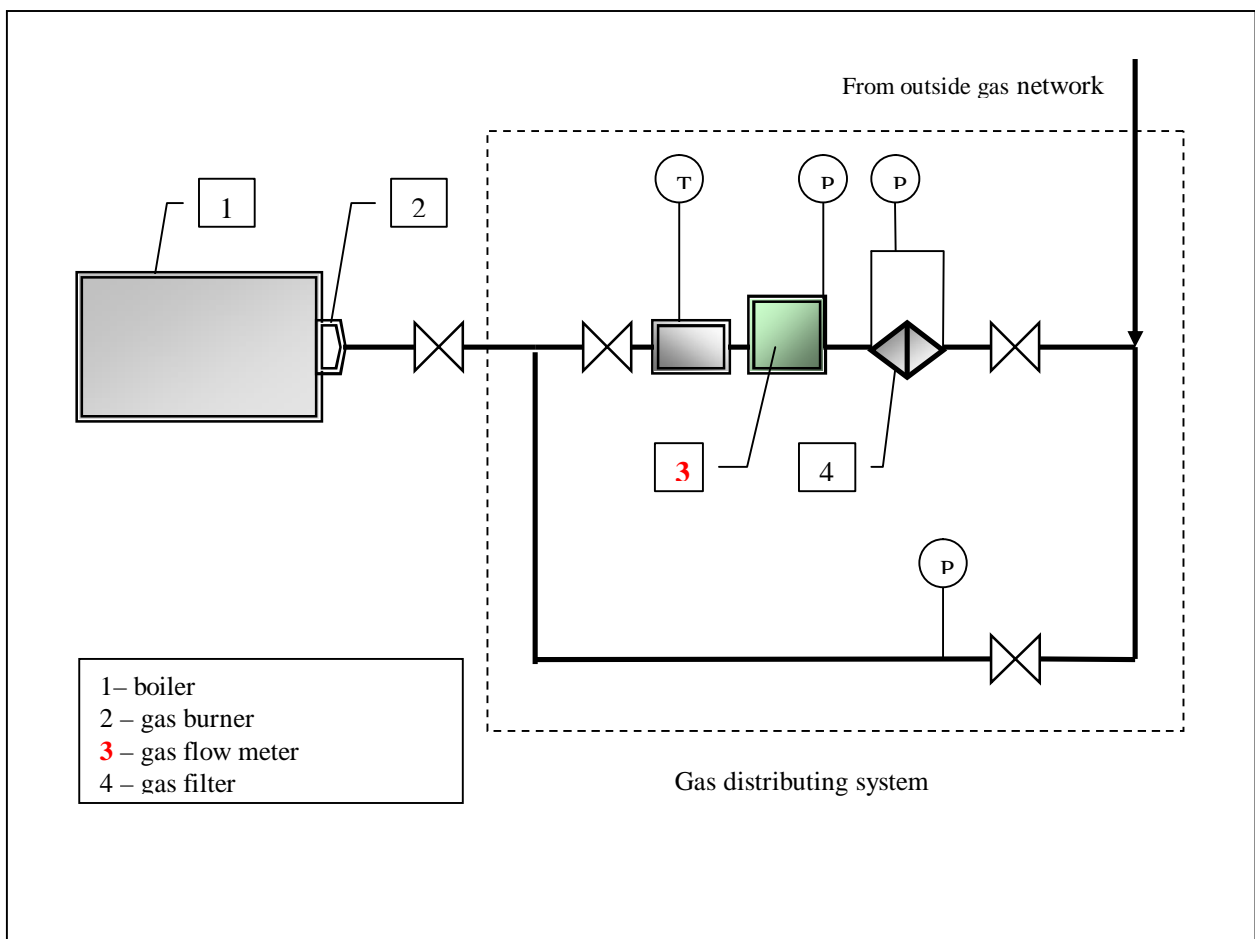 From outside gas network
T
P
P
1
2
3
4
P
1– boiler
2 – gas burner
3 – gas flow meter
4 – gas filter
Gas distributing system